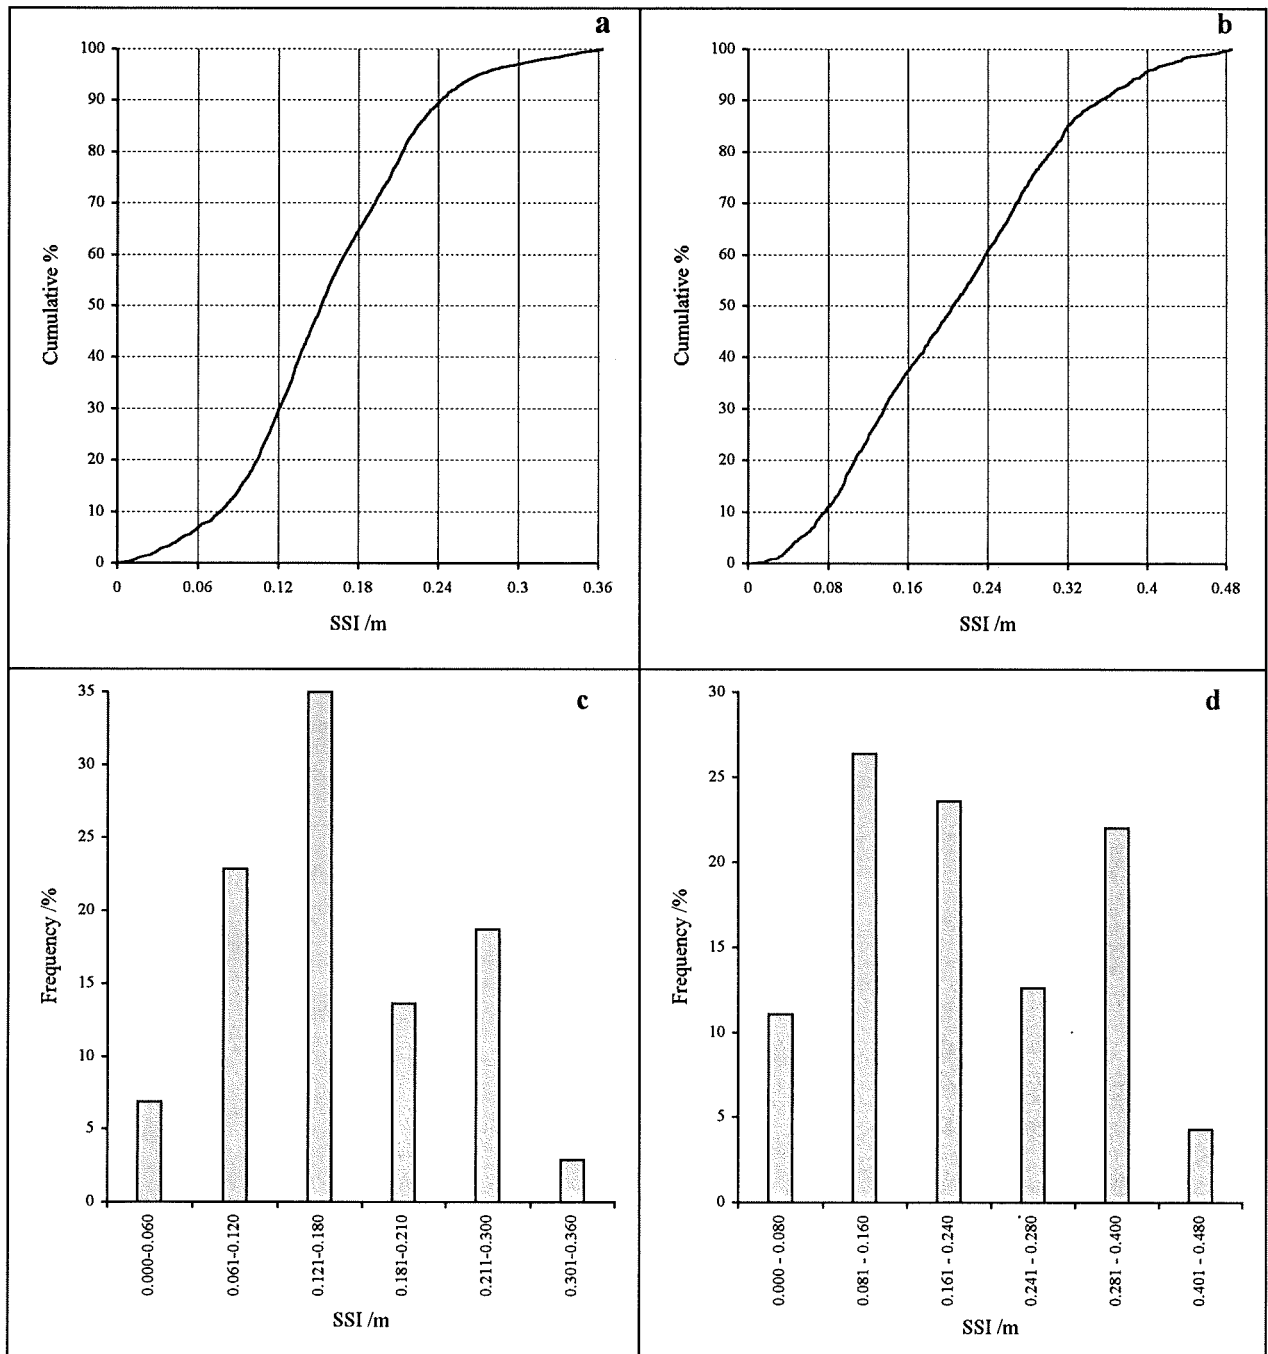 a
100
90
80
70
60
50
40
30
20
10
0
Cumulative %
0 0.06 0.12 0.18 0.24 0.3 0.36
SSI /m
b
100
90
80
70
60
50
40
30
20
10
0
Cumulative %
0 0.08 0.16 0.24 0.32 0.4 0.48
SSI /m
c
35
30
25
20
15
10
5
0
Frequency /%
0.000-0.060
0.061-0.120
0.121-0.180
0.181-0.210
0.211-0.300
0.301-0.360
SSI /m
d
30
25
20
15
10
5
0
Frequency /%
0.000 - 0.080
0.081 - 0.160
0.161 - 0.240
0.241 - 0.280
0.281 - 0.400
0.401 - 0.480
SSI /m